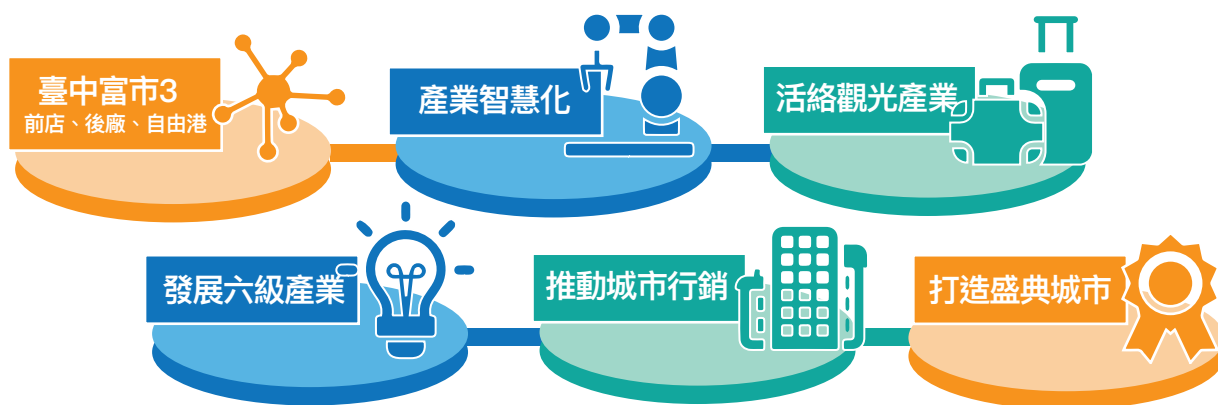 臺中富市3
前店、後廠、自由港
產業智慧化
活絡觀光產業
發展六級產業
推動城市行銷
打造盛典城市